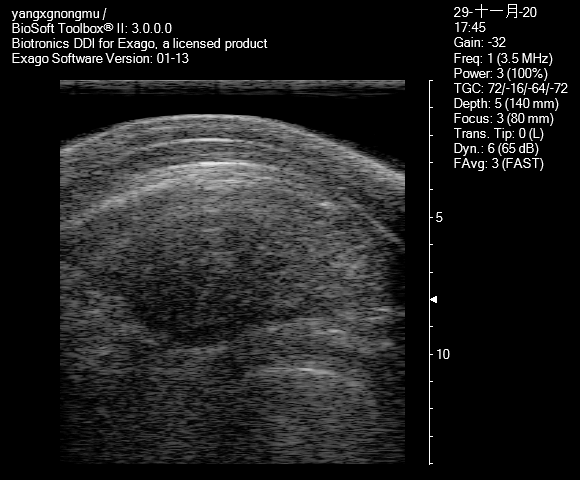 yangxgnongmu /
BioSoft Toolbox® II: 3.0.0.0
Biotronics DDI for Exago, a licensed product
Exago Software Version: 01-13
29-十一月-20
17:45
Gain: -32
Freq: 1 (3.5 MHz)
Power: 3 (100%)
TGC: 72/-16/-64/-72
Depth: 5 (140 mm)
Focus: 3 (80 mm)
Trans. Tip: 0 (L)
Dyn.: 6 (65 dB)
FAvg: 3 (FAST)
5
10